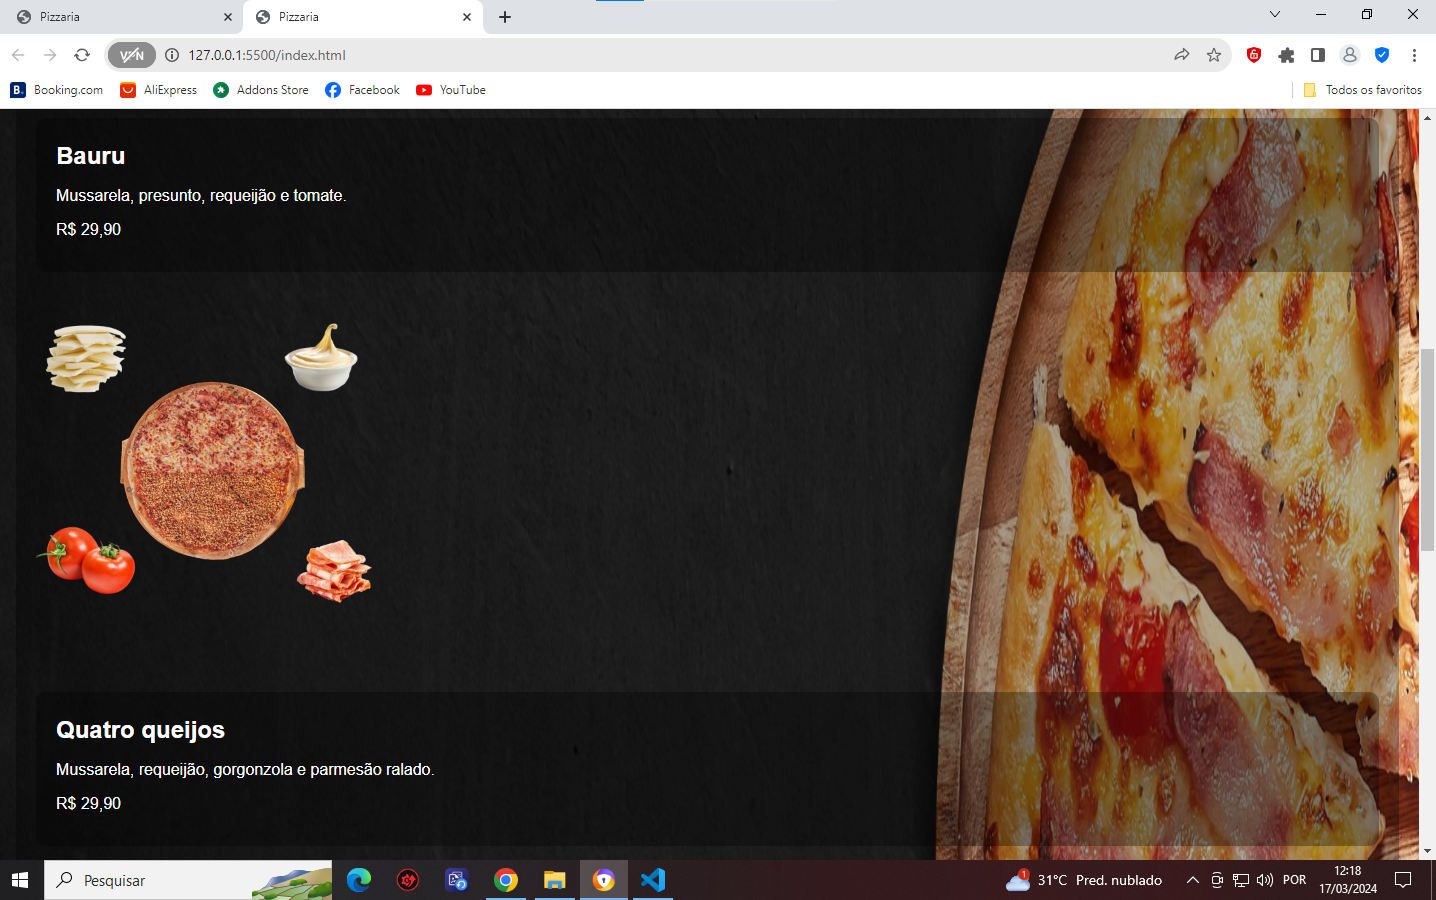 Pizzaria
Pizzaria
VPN
127.0.0.1:5500/index.html
B.
Booking.com
AliExpress
Addons Store
Facebook
YouTube
Todos os favoritos
Bauru
Mussarela, presunto, requeijão e tomate.
R$ 29,90
Quatro queijos
Mussarela, requeijão, gorgonzola e parmesão ralado.
R$ 29,90
Pesquisar
1
31°C Pred. nublado
POR
12:18
17/03/2024